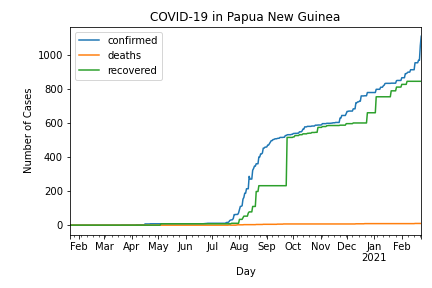 COVID-19 in Papua New Guinea
confirmed
deaths
recovered
Number of Cases
1000
800
600
400
200
0
Feb Mar Apr May Jun Jul Aug Sep Oct Nov Dec Jan Feb
2021
Day